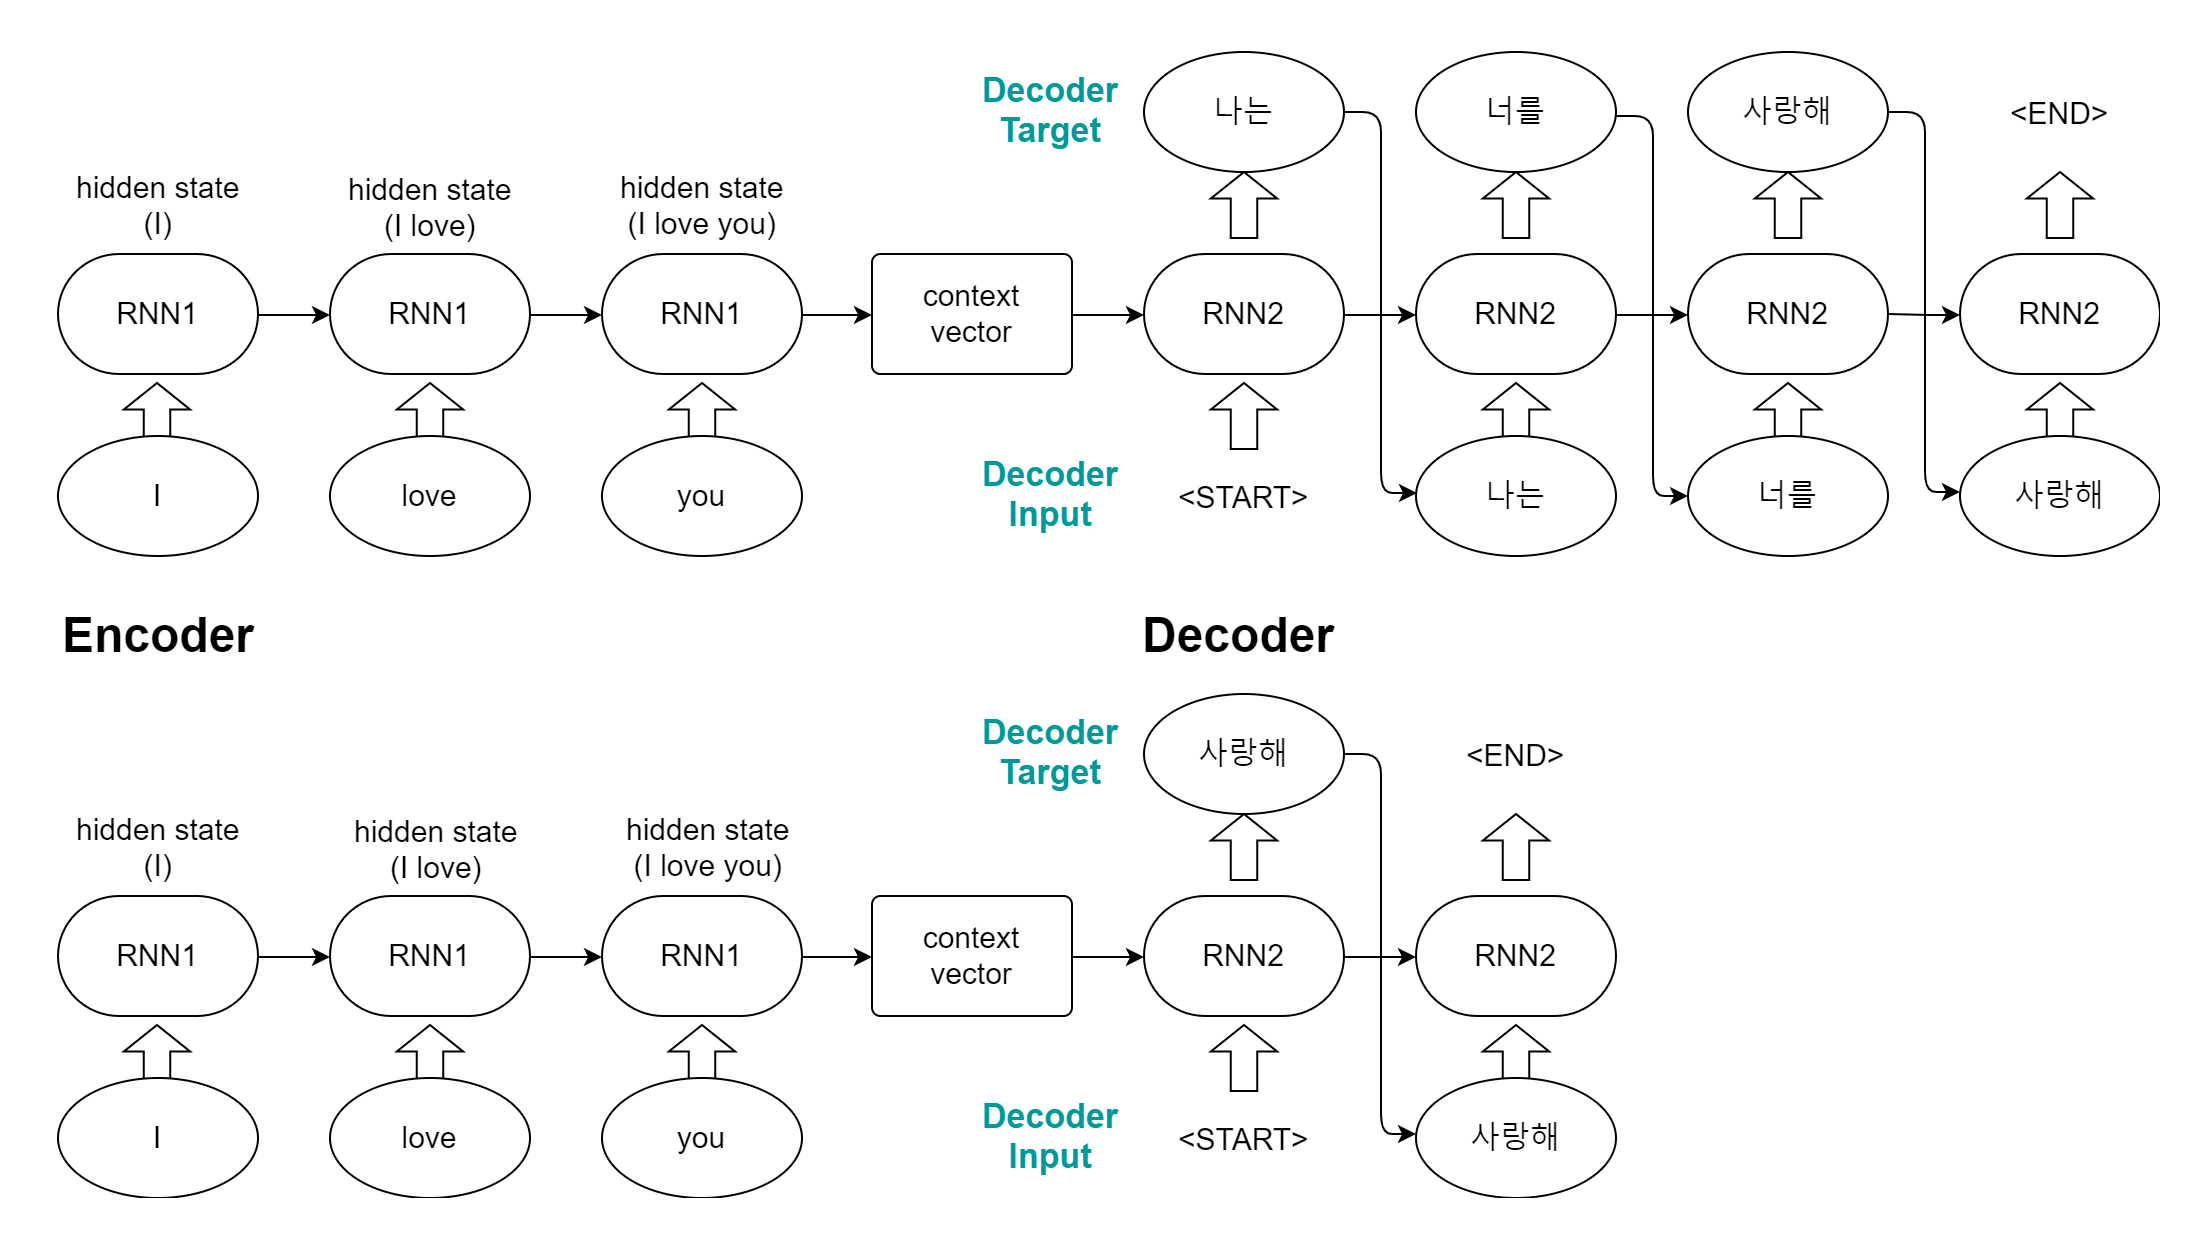 Decoder
Target
나는
너를
사랑해
<END>
hidden state
(I)
hidden state
(I love)
hidden state
(I love you)
RNN1
RNN1
RNN1
context
vector
RNN2
RNN2
RNN2
RNN2
I
love
you
Decoder
Input
<START>
나는
너를
사랑해
Encoder
Decoder
Decoder
Target
사랑해
<END>
hidden state
(I)
hidden state
(I love)
hidden state
(I love you)
RNN1
RNN1
RNN1
context
vector
RNN2
RNN2
I
love
you
Decoder
Input
<START>
사랑해